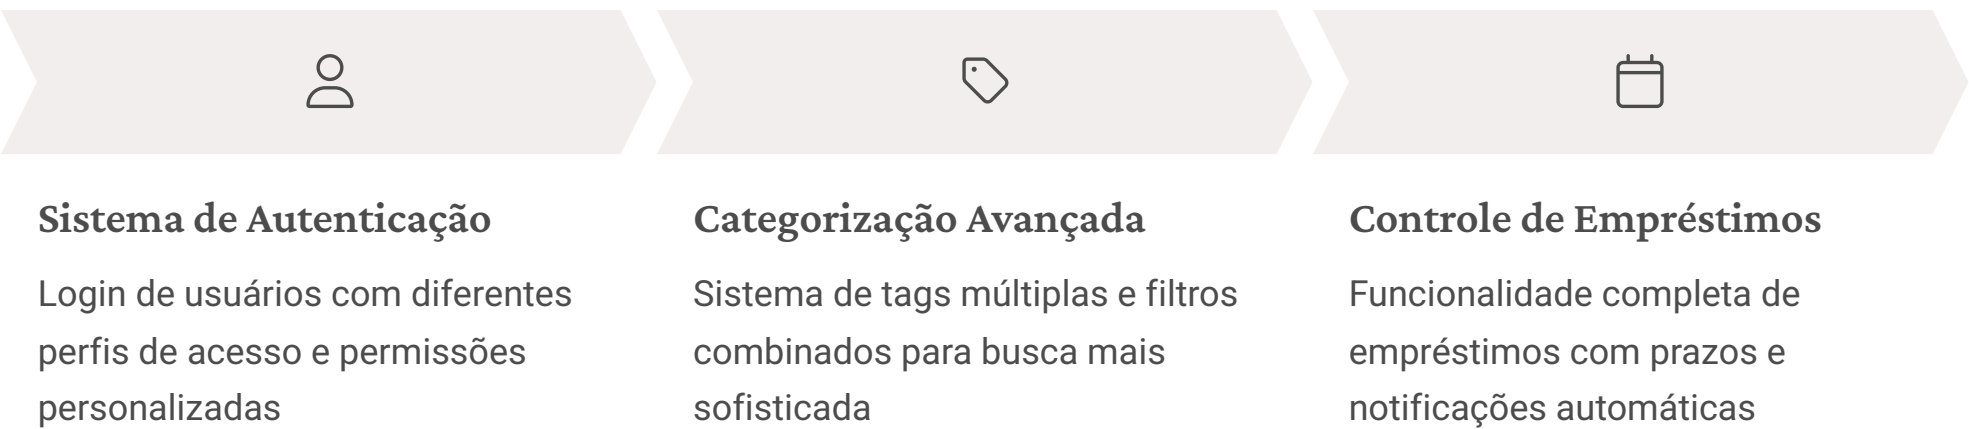 Sistema de Autenticação
Login de usuários com diferentes
perfis de acesso e permissões
personalizadas
Categorização Avançada
Sistema de tags múltiplas e filtros
combinados para busca mais
sofisticada
Controle de Empréstimos
Funcionalidade completa de
empréstimos com prazos e
notificações automáticas